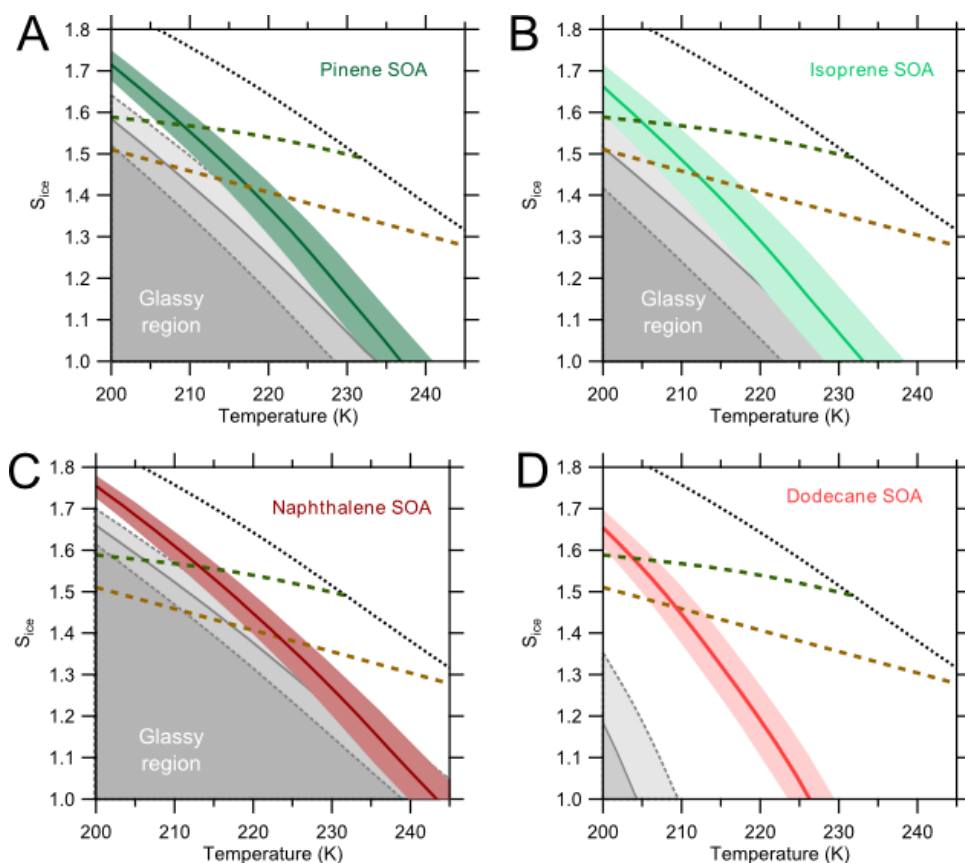 A
Pinene SOA
1.8
1.7
1.6
1.5
1.4
1.3
1.2
1.1
1.0
Sice
Glassy
region
200 210 220 230 240
Temperature (K)
B
Isoprene SOA
1.8
1.7
1.6
1.5
1.4
1.3
1.2
1.1
1.0
Sice
Glassy
region
200 210 220 230 240
Temperature (K)
C
Naphthalene SOA
1.8
1.7
1.6
1.5
1.4
1.3
1.2
1.1
1.0
Sice
Glassy
region
200 210 220 230 240
Temperature (K)
D
Dodecane SOA
1.8
1.7
1.6
1.5
1.4
1.3
1.2
1.1
1.0
Sice
200 210 220 230 240
Temperature (K)